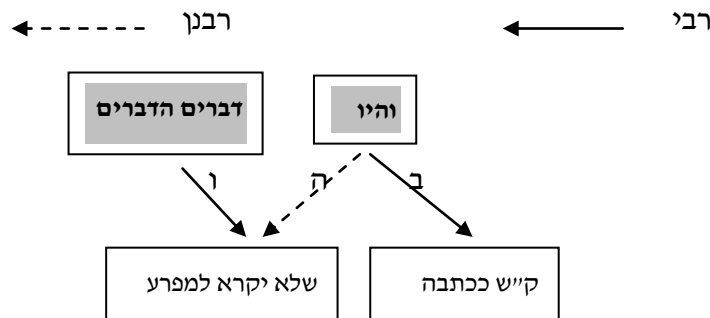 רבי
רבנן
והיו
דברים הדברים
ב
ה
ו
ק״ש ככתבה
שלא יקרא למפרע